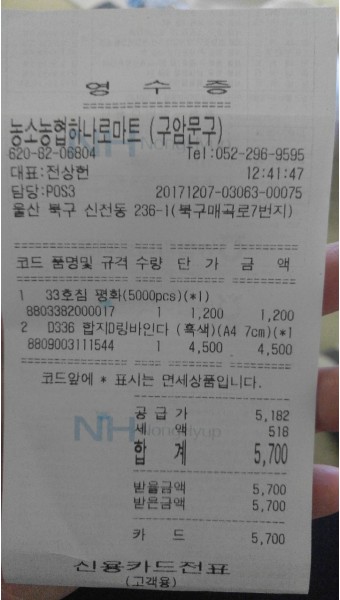 영 수 증
===================
농소농협하나로마트 (구암문구)
620-82-06804 Tel:052-296-9595
대표:전상헌 12:41:47
담당:POS3 20171207-03063-00075
울산 북구 신전동 236-1(북구매곡로7번지)
코드 품명및 규격 수량 단 가 금 액
1 33호침 평화(5000pcs)(*I)
8803382000017 1 1,200 1,200
2 D336 합지D링바인다 (흑색)(A4 7cm)(*I)
8809003111544 1 4,500 4,500
코드앞에 * 표시는 면세상품입니다.
공 급 가 5,182
NH Nonghyup
세 액 518
합 계 5,700
받을금액 5,700
받은금액 5,700
카 드 5,700
신용카드전표
(고객용)